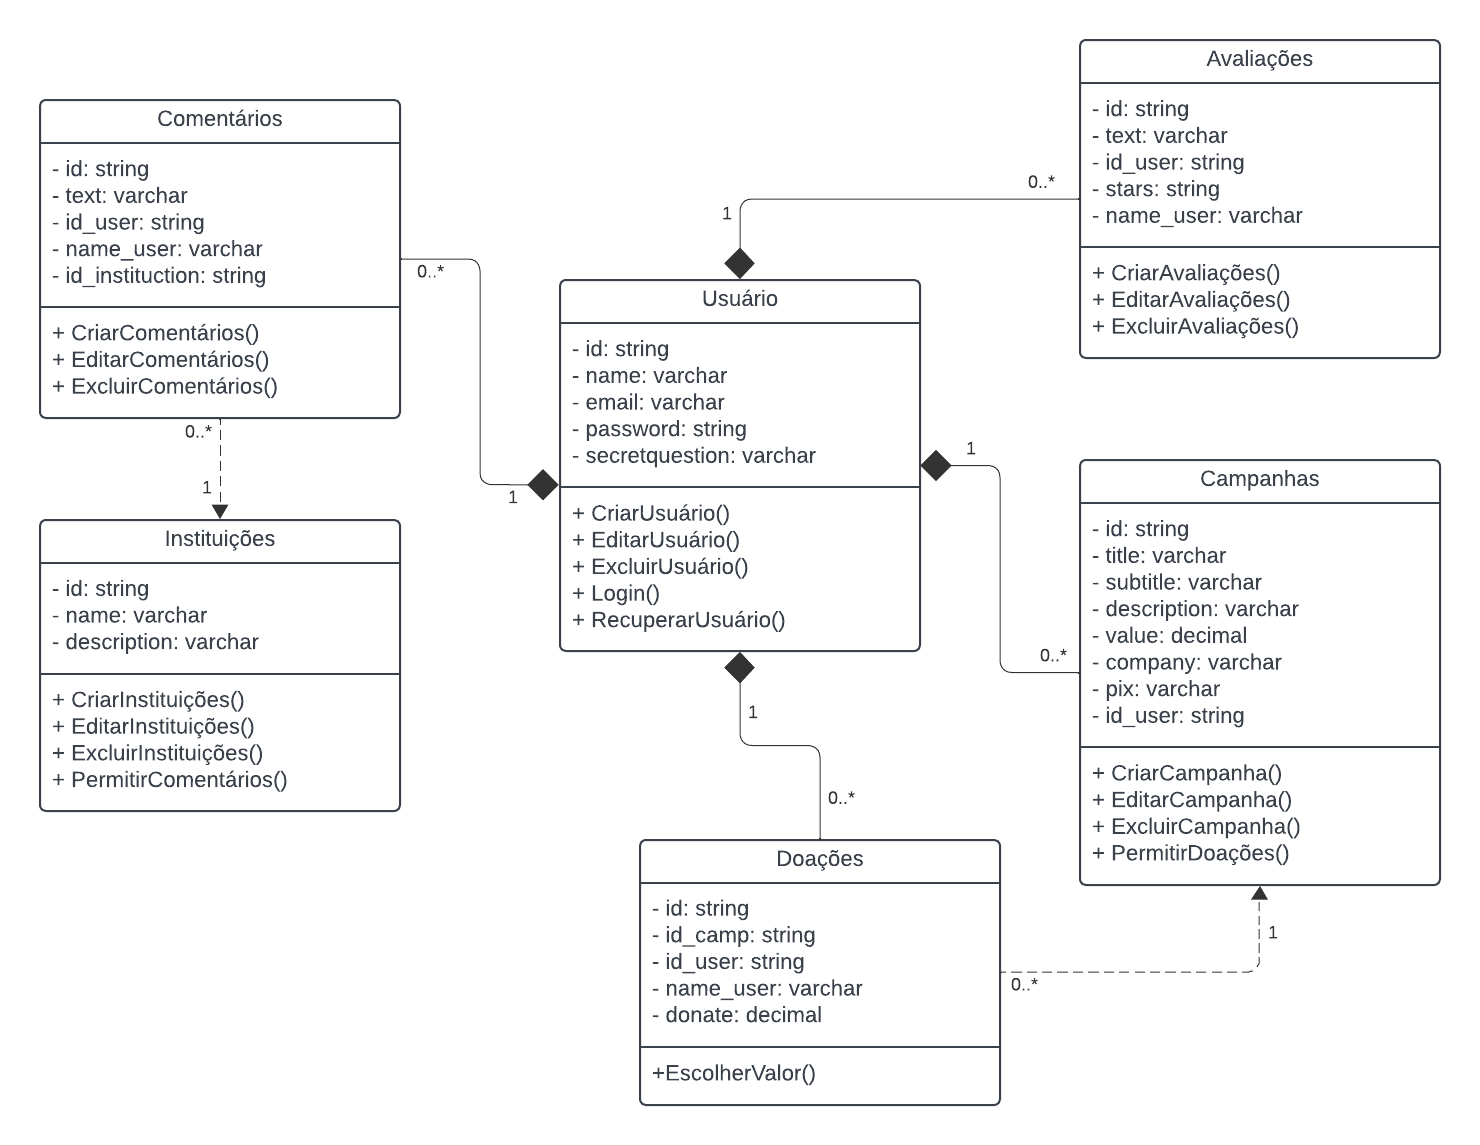 Comentários
- id: string
- text: varchar
- id_user: string
- name_user: varchar
- id_instituction: string
+ CriarComentários()
+ EditarComentários()
+ ExcluirComentários()
0..*
1
0..*
1
Instituições
- id: string
- name: varchar
- description: varchar
+ CriarInstituições()
+ EditarInstituições()
+ ExcluirInstituições()
+ PermitirComentários()
Usuário
- id: string
- name: varchar
- email: varchar
- password: string
- secretquestion: varchar
+ CriarUsuário()
+ EditarUsuário()
+ ExcluirUsuário()
+ Login()
+ RecuperarUsuário()
1
0..*
Avaliações
- id: string
- text: varchar
- id_user: string
- stars: string
- name_user: varchar
+ CriarAvaliações()
+ EditarAvaliações()
+ ExcluirAvaliações()
1
0..*
Campanhas
- id: string
- title: varchar
- subtitle: varchar
- description: varchar
- value: decimal
- company: varchar
- pix: varchar
- id_user: string
+ CriarCampanha()
+ EditarCampanha()
+ ExcluirCampanha()
+ PermitirDoações()
1
0..*
Doações
- id: string
- id_camp: string
- id_user: string
- name_user: varchar
- donate: decimal
+EscolherValor()
0..*
1